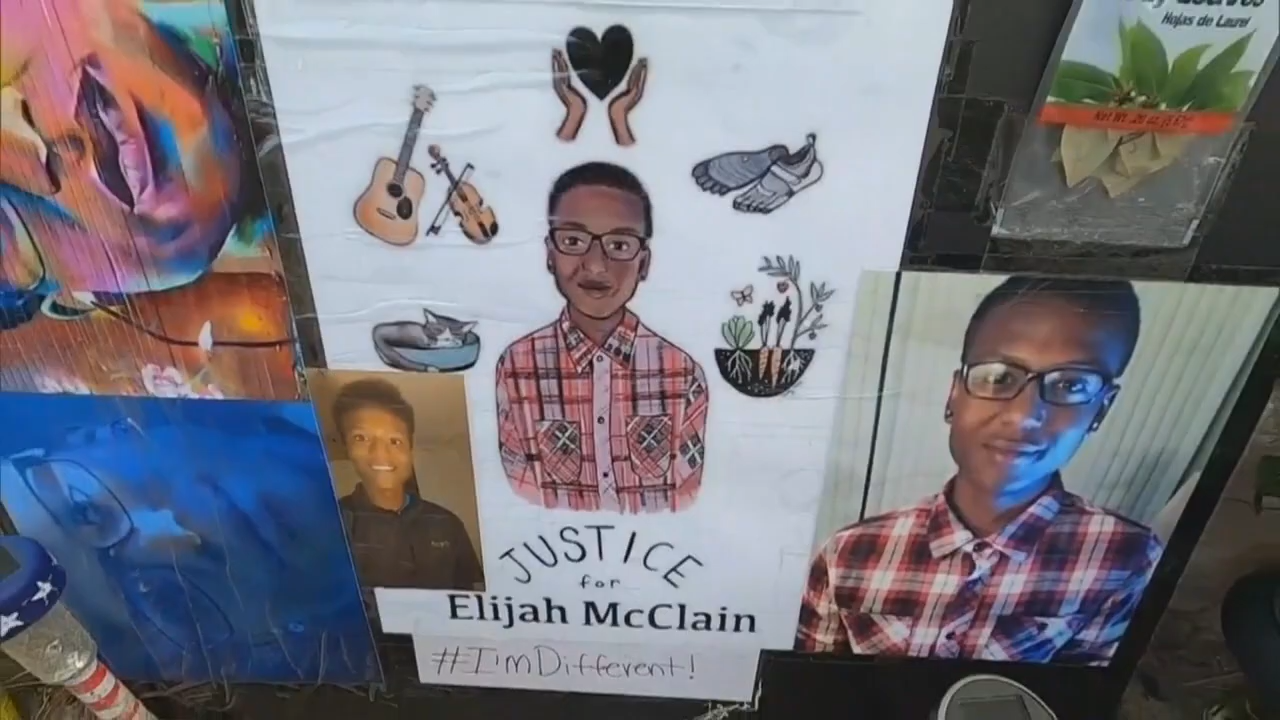 Hojas de Laurel
JUSTICE
for
Elijah McClain
#I'mDifferent!